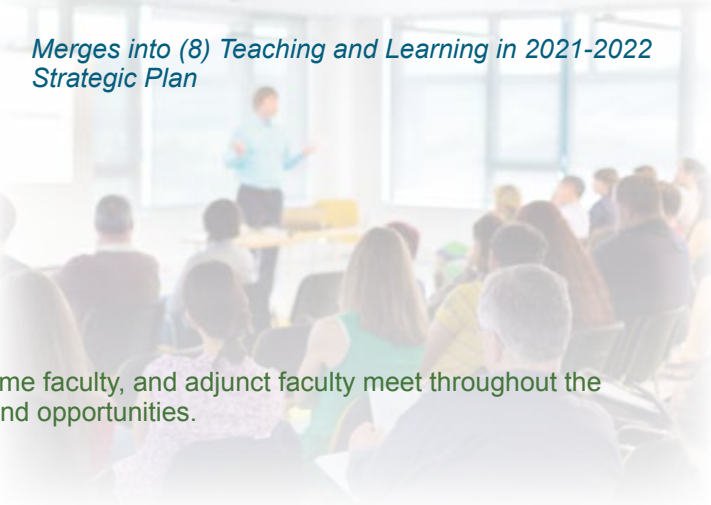 Merges into (8) Teaching and Learning in 2021-2022
Strategic Plan
me faculty, and adjunct faculty meet throughout the
nd opportunities.